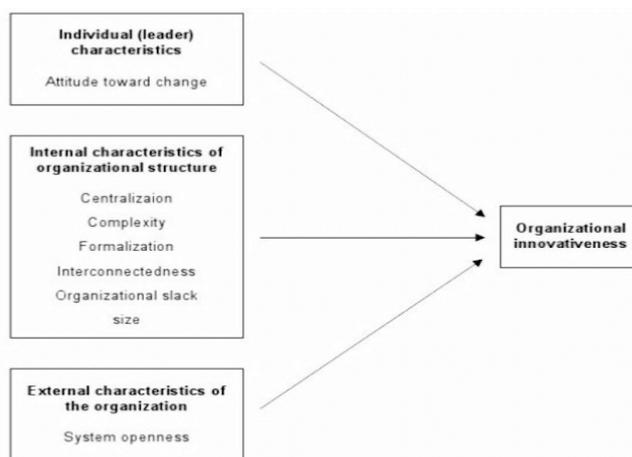 Individual (leader)
characteristics
Attitude toward change
Internal characteristics of
organizational structure
Centralizaion
Complexity
Formalization
Interconnectedness
Organizational slack
size
Organizational
innovativeness
External characteristics of
the organization
System openness